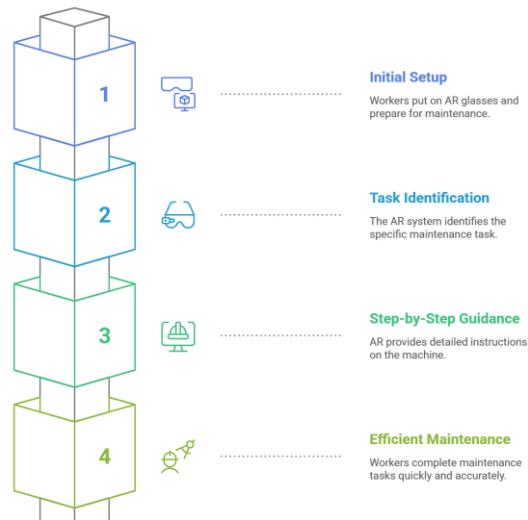 1
Initial Setup
Workers put on AR glasses and
prepare for maintenance.
2
Task Identification
The AR system identifies the
specific maintenance task.
3
Step-by-Step Guidance
AR provides detailed instructions
on the machine.
4
Efficient Maintenance
Workers complete maintenance
tasks quickly and accurately.